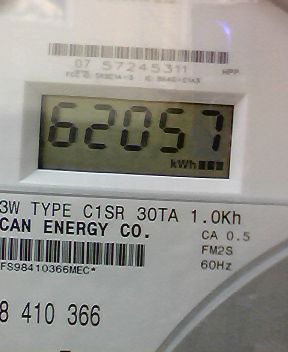 07 57245311
62057
kWh
3W TYPE C1SR 30TA 1.0Kh
CAN ENERGY CO.
CA 0.5
FM2S
FS98410366MEC*
60Hz
8 410 366